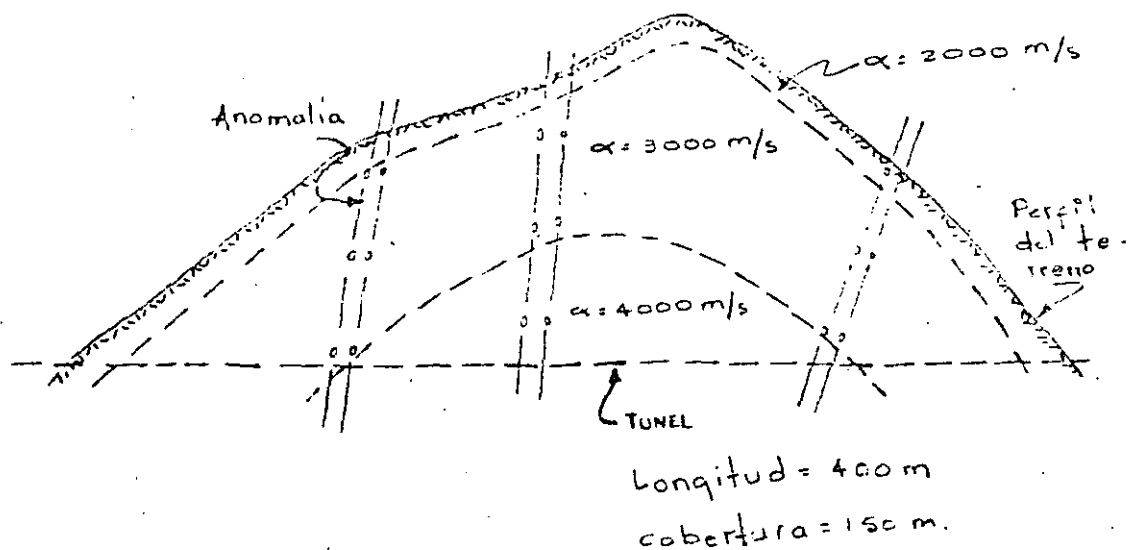 α = 2000 m/s
Anomalia
α = 3000 m/s
Perfil
del te-
rreno
α = 4000 m/s
TUNEL
Longitud = 400 m
cobertura = 150 m.